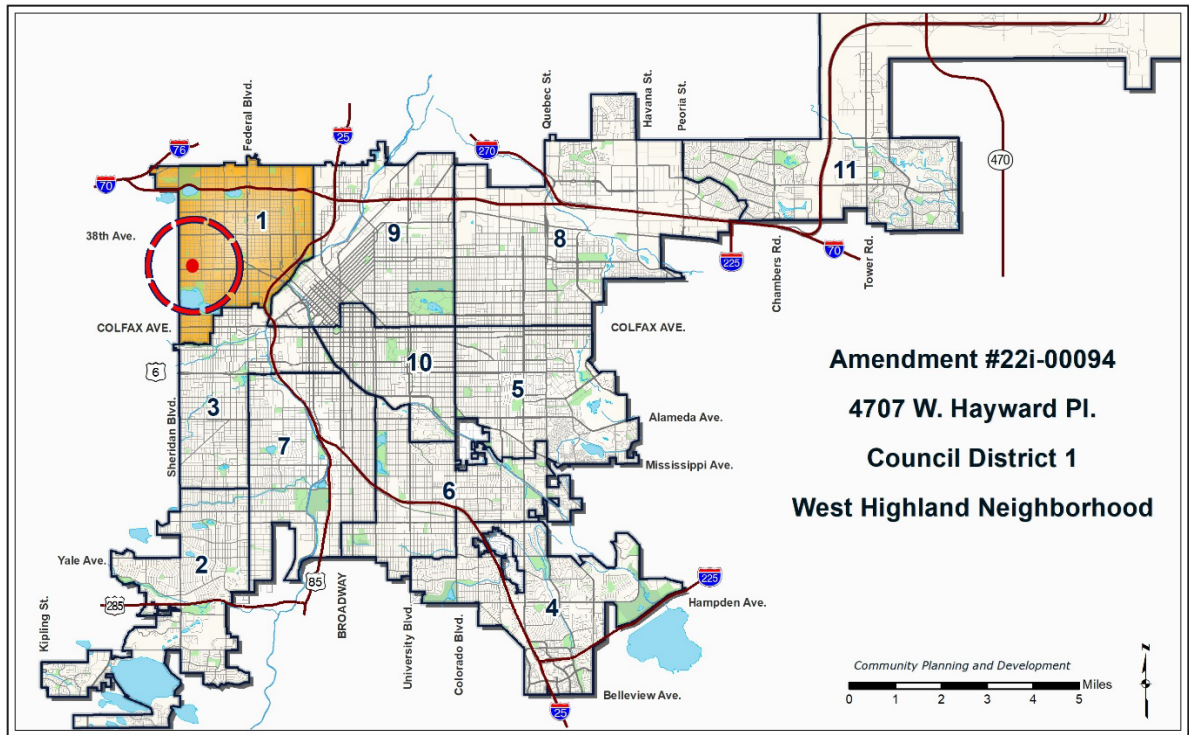 Federal Blvd.
25
Quebec St.
Havana St.
Peoria St.
76
270
70
470
1
11
38th Ave.
9
8
225
70
Chambers Rd.
Tower Rd.
COLFAX AVE.
COLFAX AVE.
6
10
5
3
Sheridan Blvd.
Alameda Ave.
7
Mississippi Ave.
6
Yale Ave.
2
85
225
285
Hampden Ave.
4
Kipling St.
BROADWAY
University Blvd
Colorado Blvd.
Belleview Ave.
25
Amendment #22i-00094
4707 W. Hayward Pl.
Council District 1
West Highland Neighborhood
N
Community Planning and Development
Miles
0 1 2 3 4 5